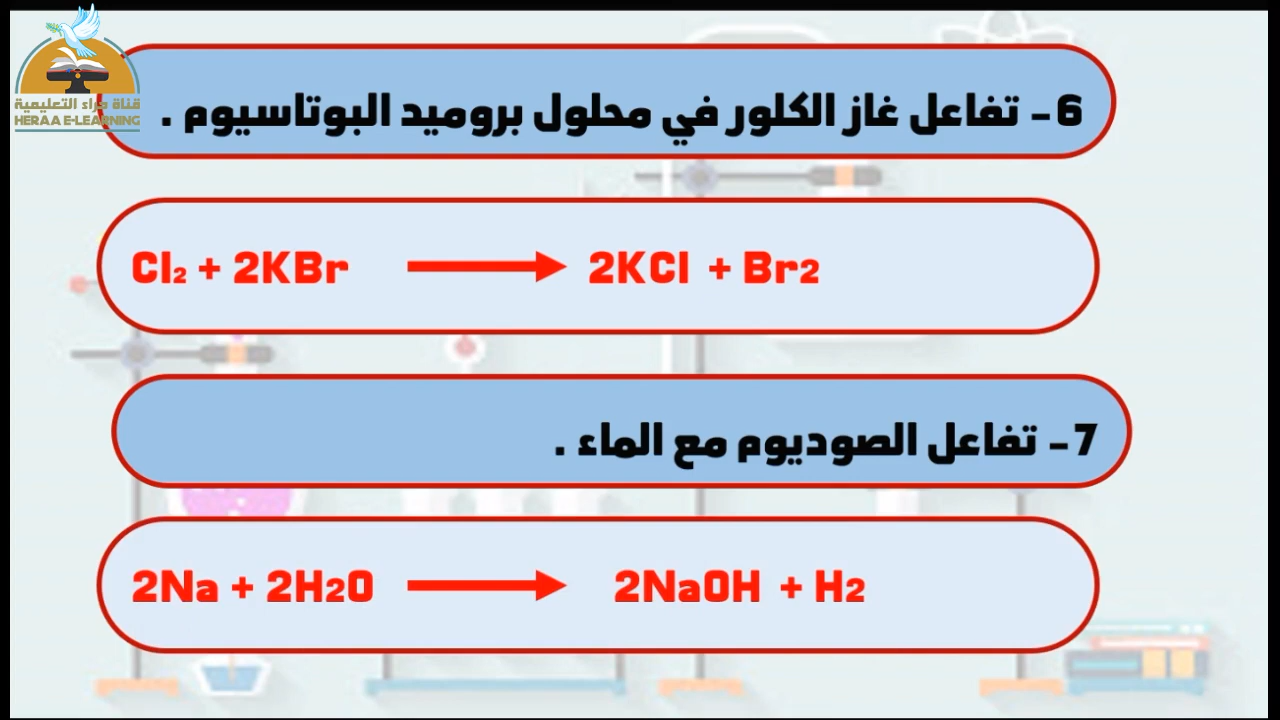 قناة حراء التعليمية
HERAA E-LEARNING
6- تفاعل غاز الكلور في محلول بروميد البوتاسيوم .
Cl₂ + 2KBr ⟶ 2KCl + Br2
7- تفاعل الصوديوم مع الماء .
2Na + 2H2O ⟶ 2NaOH + H2